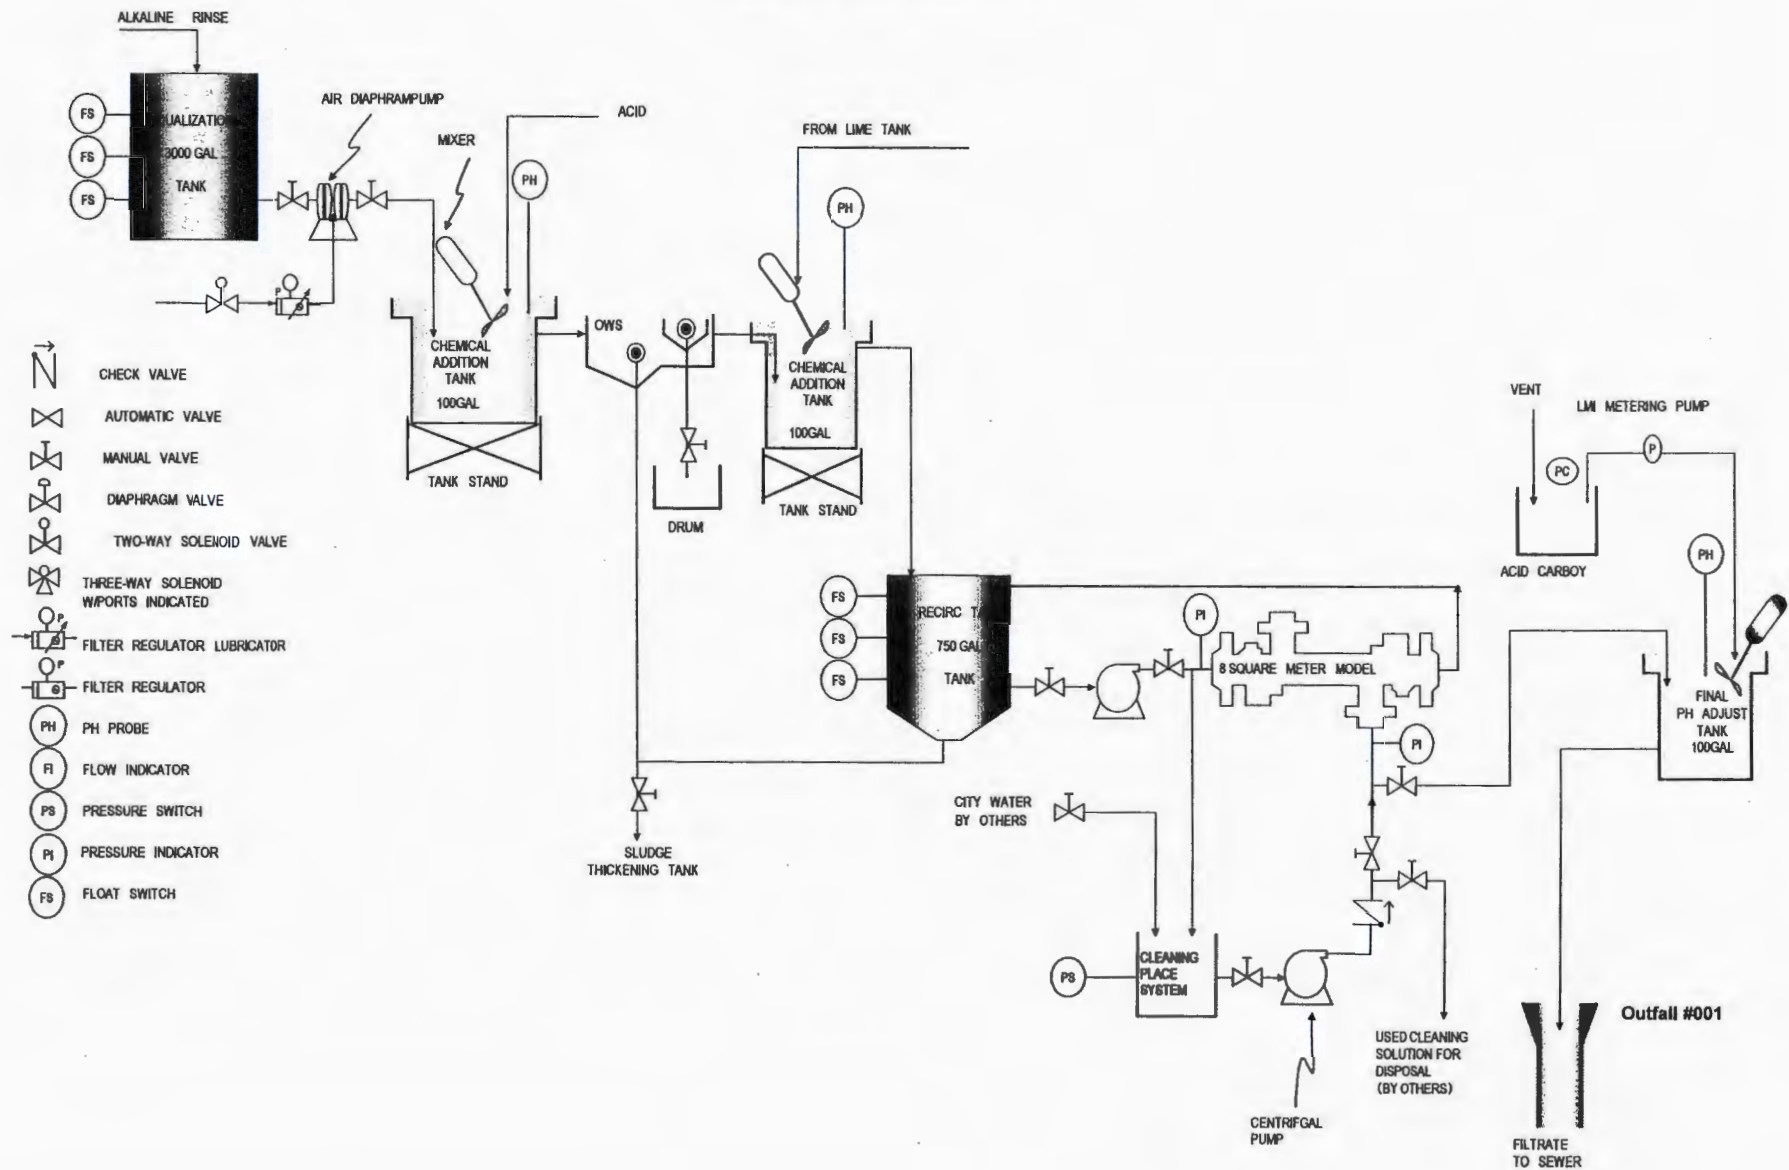 ALKALINE RINSE
FS
FS
FS
QUALIZATIO
3000 GAL
TANK
AIR DIAPHRAMPUMP
MIXER
ACID
PH
FROM LIME TANK
PH
P
CHEMICAL
ADDITION
TANK
100GAL
TANK STAND
OWS
DRUM
CHEMICAL
ADDITION
TANK
100GAL
TANK STAND
CHECK VALVE
AUTOMATIC VALVE
MANUAL VALVE
DIAPHRAGM VALVE
TWO-WAY SOLENOID VALVE
THREE-WAY SOLENOID
W/PORTS INDICATED
P
FILTER REGULATOR LUBRICATOR
P
FILTER REGULATOR
PH
PH PROBE
FI
FLOW INDICATOR
PS
PRESSURE SWITCH
PI
PRESSURE INDICATOR
FS
FLOAT SWITCH
SLUDGE
THICKENING TANK
FS
FS
FS
RECIRC TA
750 GAL
TANK
PI
8 SQUARE METER MODEL
PI
VENT
LMI METERING PUMP
P
PC
ACID CARBOY
PH
FINAL
PH ADJUST
TANK
100GAL
CITY WATER
BY OTHERS
PS
CLEANING
PLACE
SYSTEM
CENTRIFGAL
PUMP
USED CLEANING
SOLUTION FOR
DISPOSAL
(BY OTHERS)
Outfall #001
FILTRATE
TO SEWER